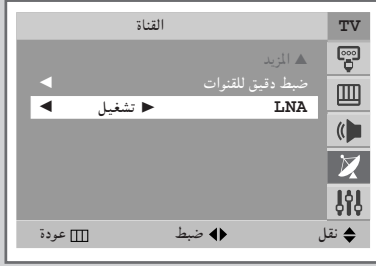 TV
القناة
▲ المزيد
ضبط دقيق للقنوات ◄
LNA ► تشغيل ◄
نقل ضبط عودة